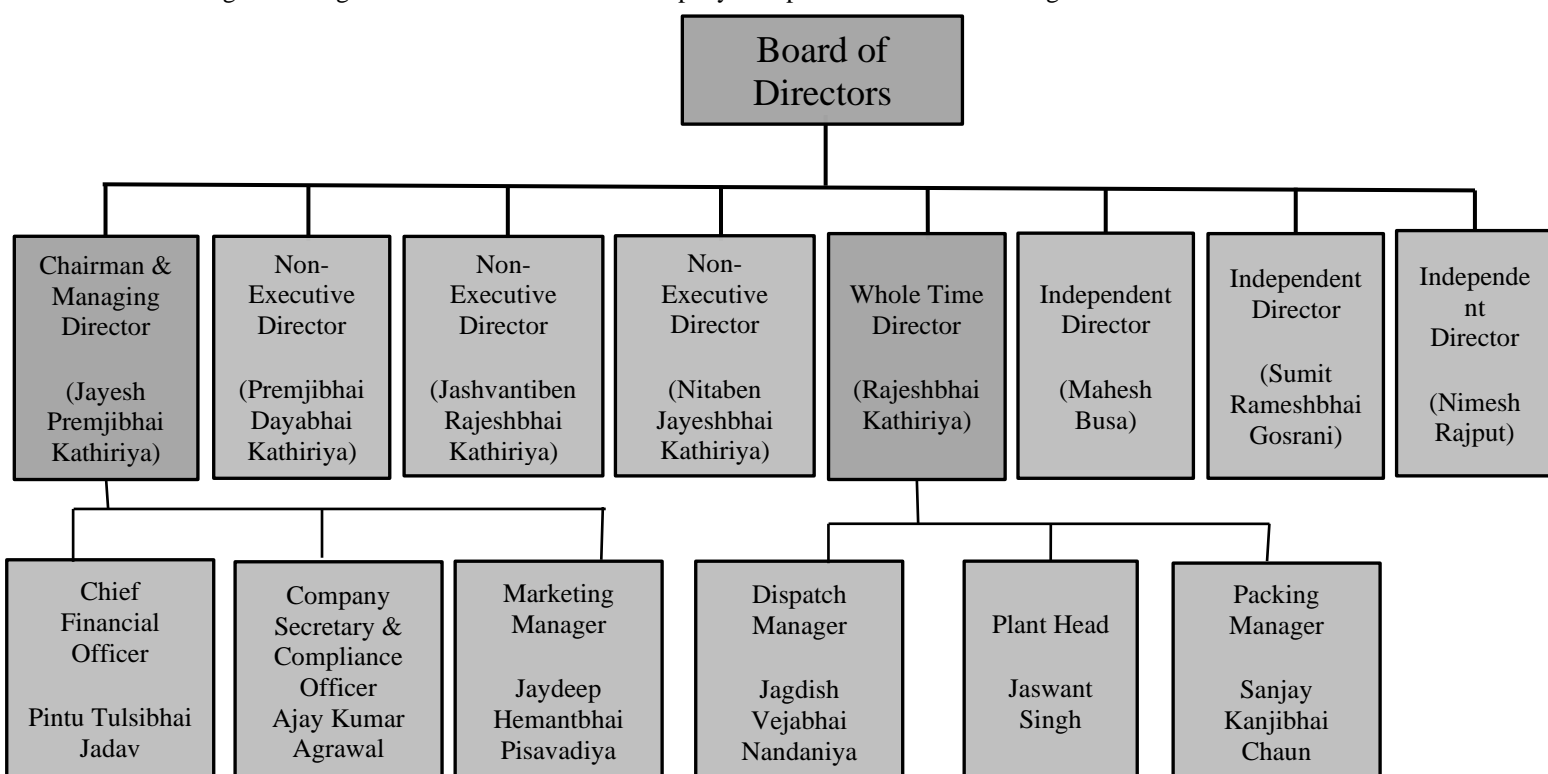 Board of
Directors
Chairman &
Managing
Director
(Jayesh
Premjibhai
Kathiriya)
Non-
Executive
Director
(Premjibhai
Dayabhai
Kathiriya)
Non-
Executive
Director
(Jashvantiben
Rajeshbhai
Kathiriya)
Non-
Executive
Director
(Nitaben
Jayeshbhai
Kathiriya)
Whole Time
Director
(Rajeshbhai
Kathiriya)
Independent
Director
(Mahesh
Busa)
Independent
Director
(Sumit
Rameshbhai
Gosrani)
Independe
nt
Director
(Nimesh
Rajput)
Chief
Financial
Officer
Pintu Tulsibhai
Jadav
Company
Secretary &
Compliance
Officer
Ajay Kumar
Agrawal
Marketing
Manager
Jaydeep
Hemantbhai
Pisavadiya
Dispatch
Manager
Jagdish
Vejabhai
Nandaniya
Plant Head
Jaswant
Singh
Packing
Manager
Sanjay
Kanjibhai
Chaun